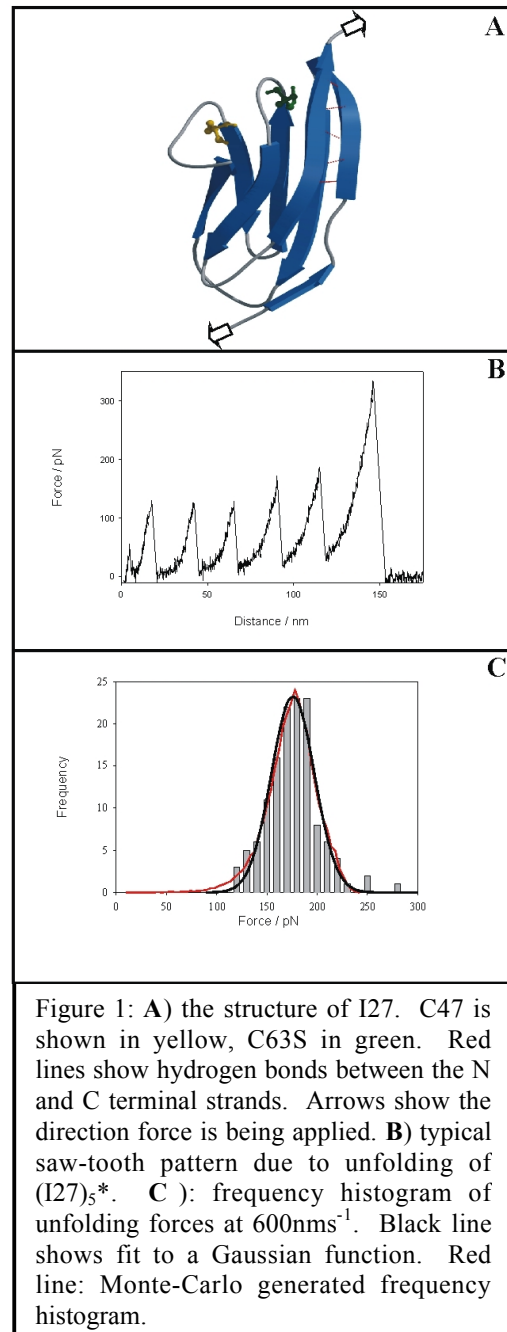 A
B
300
200
100
0
Force / pN
0
50
100
150
Distance / nm
C
25
20
15
10
5
0
Frequency
0
50
100
150
200
250
300
Force / pN
Figure 1: A) the structure of I27. C47 is
shown in yellow, C63S in green. Red
lines show hydrogen bonds between the N
and C terminal strands. Arrows show the
direction force is being applied. B) typical
saw-tooth pattern due to unfolding of
(I27)₅*. C ): frequency histogram of
unfolding forces at 600nms⁻¹. Black line
shows fit to a Gaussian function. Red
line: Monte-Carlo generated frequency
histogram.